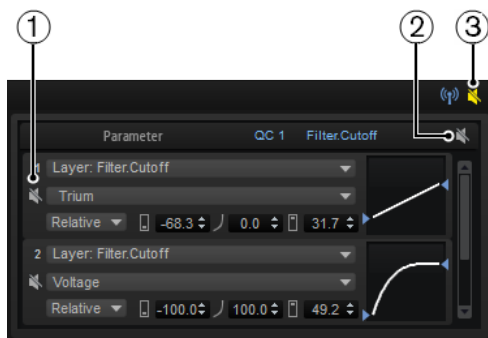 1 2 3
Parameter QC 1 Filter.Cutoff
1 Layer: Filter.Cutoff
Trium
Relative -68.3 0.0 31.7
2 Layer: Filter.Cutoff
Voltage
Relative -100.0 100.0 49.2